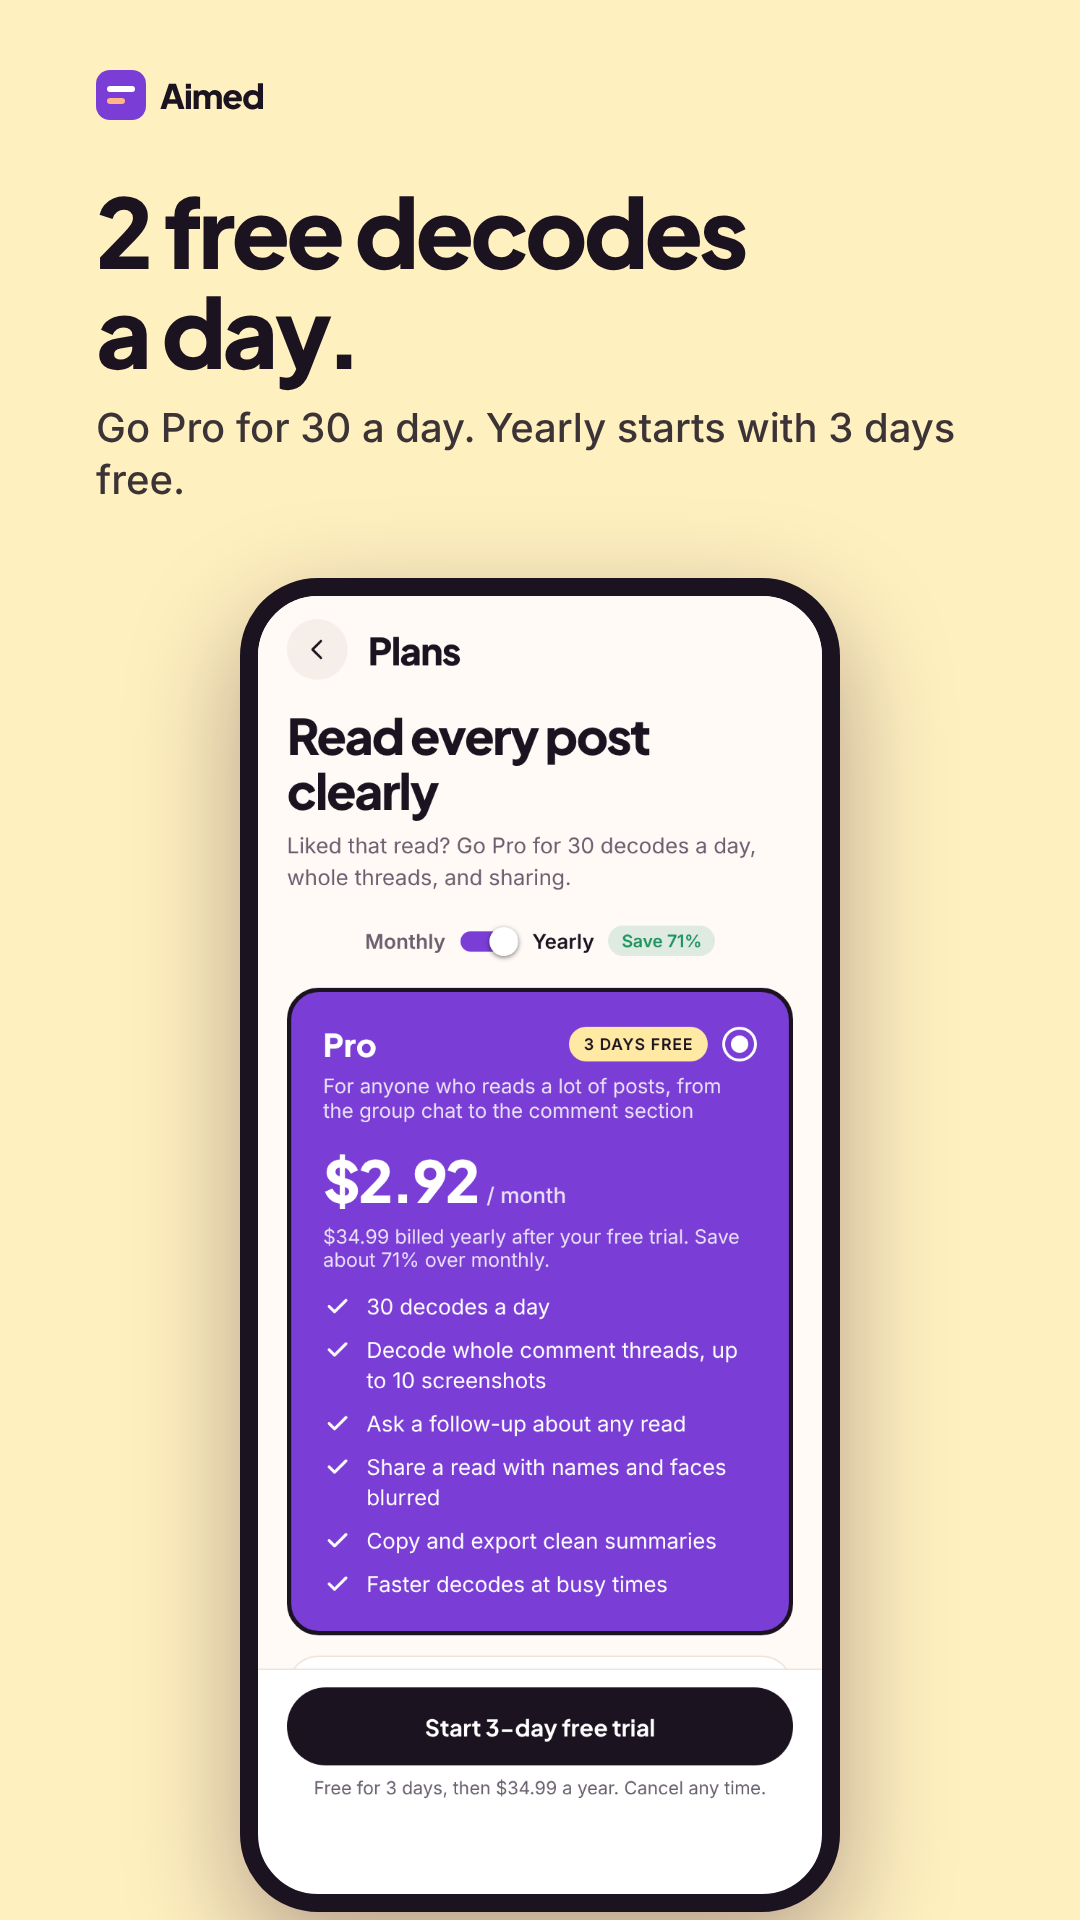 Aimed
2 free decodes
a day.
Go Pro for 30 a day. Yearly starts with 3 days
free.
Plans
Read every post
clearly
Liked that read? Go Pro for 30 decodes a day,
whole threads, and sharing.
Monthly Yearly Save 71%
Pro 3 DAYS FREE
For anyone who reads a lot of posts, from
the group chat to the comment section
$2.92 / month
$34.99 billed yearly after your free trial. Save
about 71% over monthly.
30 decodes a day
Decode whole comment threads, up
to 10 screenshots
Ask a follow-up about any read
Share a read with names and faces
blurred
Copy and export clean summaries
Faster decodes at busy times
Start 3-day free trial
Free for 3 days, then $34.99 a year. Cancel any time.